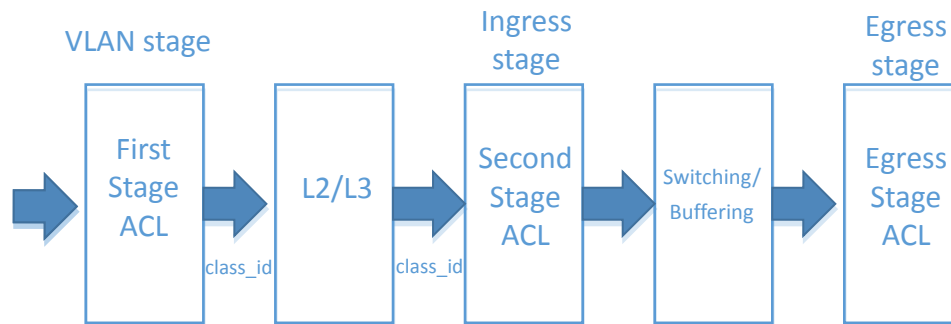 VLAN stage
Ingress
stage
Egress
stage
First
Stage
ACL
class_id
L2/L3
class_id
Second
Stage
ACL
Switching/
Buffering
Egress
Stage
ACL